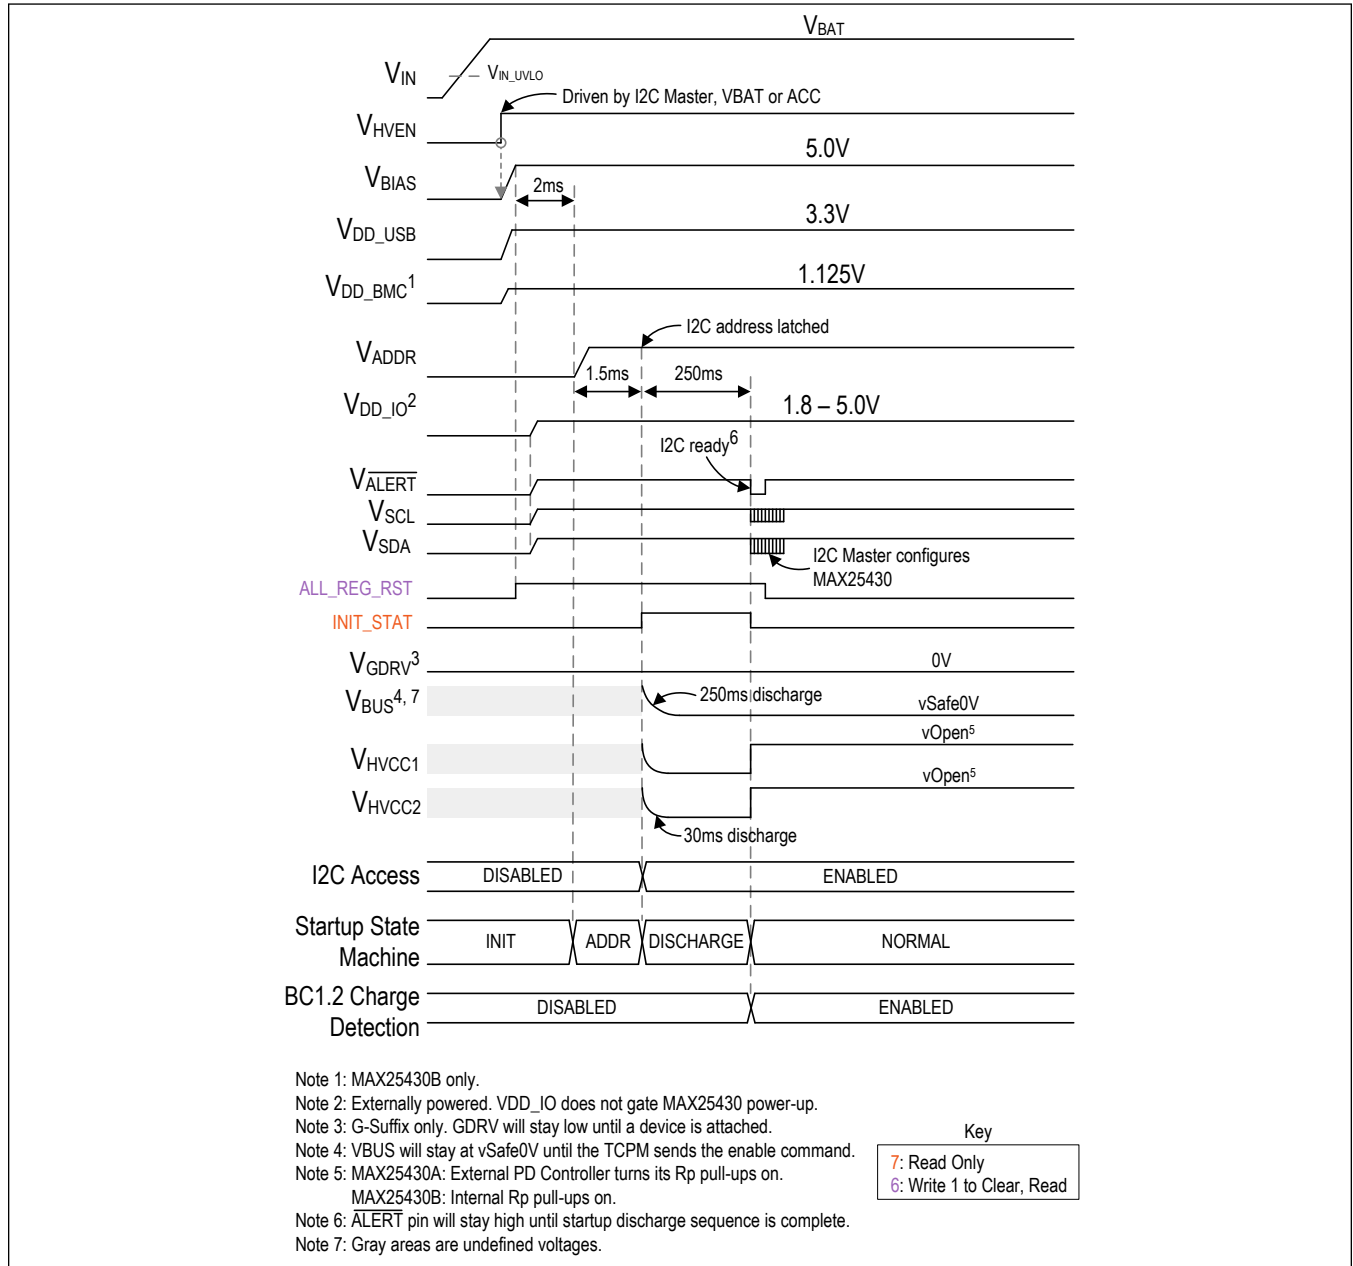 VBAT
VIN
VIN_UVLO
Driven by I2C Master, VBAT or ACC
VHVEN
5.0V
VBIAS
2ms
3.3V
VDD_USB
1.125V
VDD_BMC1
I2C address latched
VADDR
1.5ms
250ms
VDD_IO2
1.8 – 5.0V
I2C ready6
VALERT
VSCL
VSDA
I2C Master configures
MAX25430
ALL_REG_RST
INIT_STAT
VGDRV3
0V
VBUS4, 7
250ms discharge
vSafe0V
vOpen5
VHVCC1
vOpen5
VHVCC2
30ms discharge
I2C Access
DISABLED
ENABLED
Startup State
Machine
INIT
ADDR
DISCHARGE
NORMAL
BC1.2 Charge
Detection
DISABLED
ENABLED
Note 1: MAX25430B only.
Note 2: Externally powered. VDD_IO does not gate MAX25430 power-up.
Note 3: G-Suffix only. GDRV will stay low until a device is attached.
Note 4: VBUS will stay at vSafe0V until the TCPM sends the enable command.
Note 5: MAX25430A: External PD Controller turns its Rp pull-ups on.
MAX25430B: Internal Rp pull-ups on.
Note 6: ALERT pin will stay high until startup discharge sequence is complete.
Note 7: Gray areas are undefined voltages.
Key
7: Read Only
6: Write 1 to Clear, Read